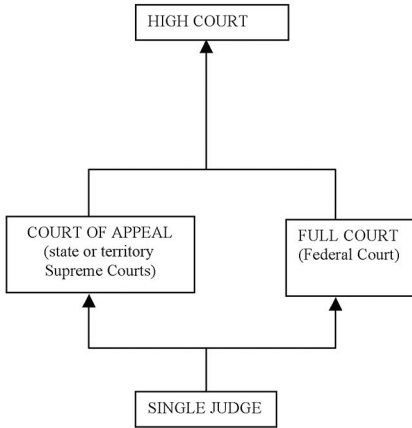 HIGH COURT
COURT OF APPEAL
(state or territory
Supreme Courts)
FULL COURT
(Federal Court)
SINGLE JUDGE